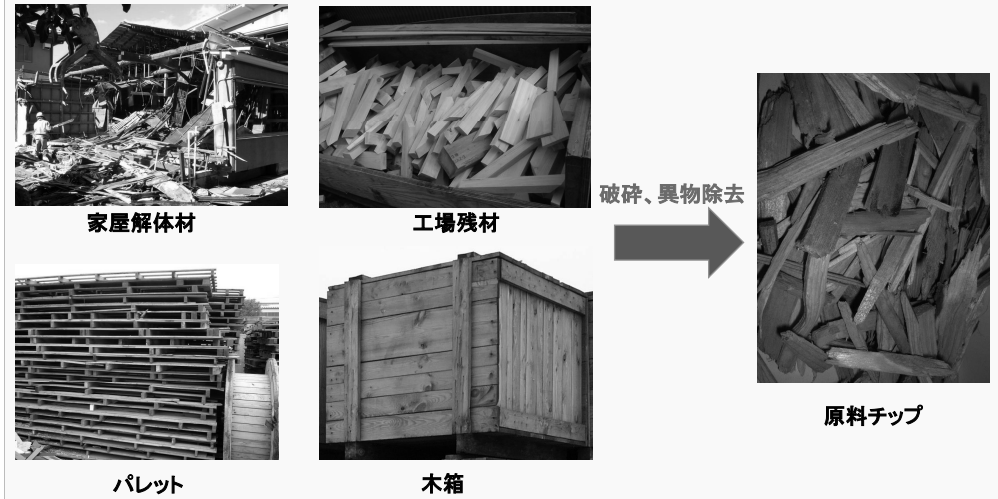 家屋解体材
工場残材
破砕、異物除去
パレット
木箱
原料チップ